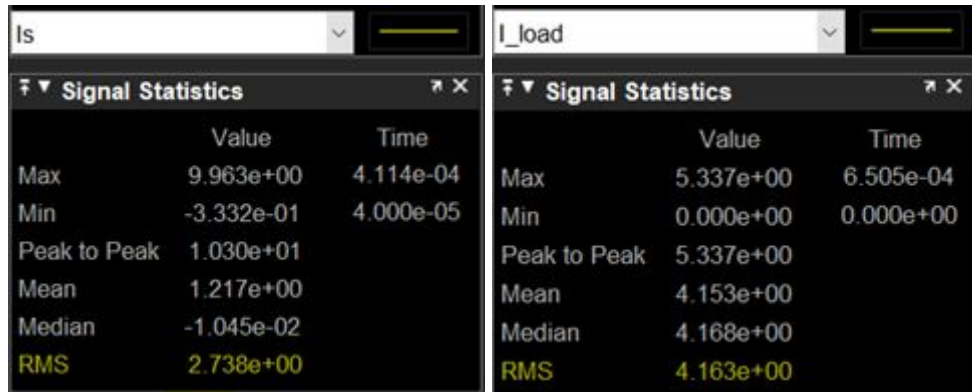 Is
Signal Statistics
Value Time
Max 9.963e+00 4.114e-04
Min -3.332e-01 4.000e-05
Peak to Peak 1.030e+01
Mean 1.217e+00
Median -1.045e-02
RMS 2.738e+00
I_load
Signal Statistics
Value Time
Max 5.337e+00 6.505e-04
Min 0.000e+00 0.000e+00
Peak to Peak 5.337e+00
Mean 4.153e+00
Median 4.168e+00
RMS 4.163e+00